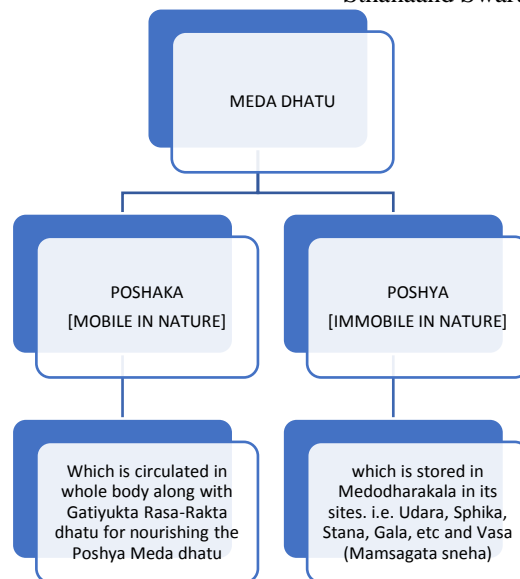 MEDA DHATU
POSHAKA
[MOBILE IN NATURE]
POSHYA
[IMMOBILE IN NATURE]
Which is circulated in
whole body along with
Gatiyukta Rasa-Rakta
dhatu for nourishing the
Poshya Meda dhatu
which is stored in
Medodharakala in its
sites. i.e. Udara, Sphika,
Stana, Gala, etc and Vasa
(Mamsagata sneha)